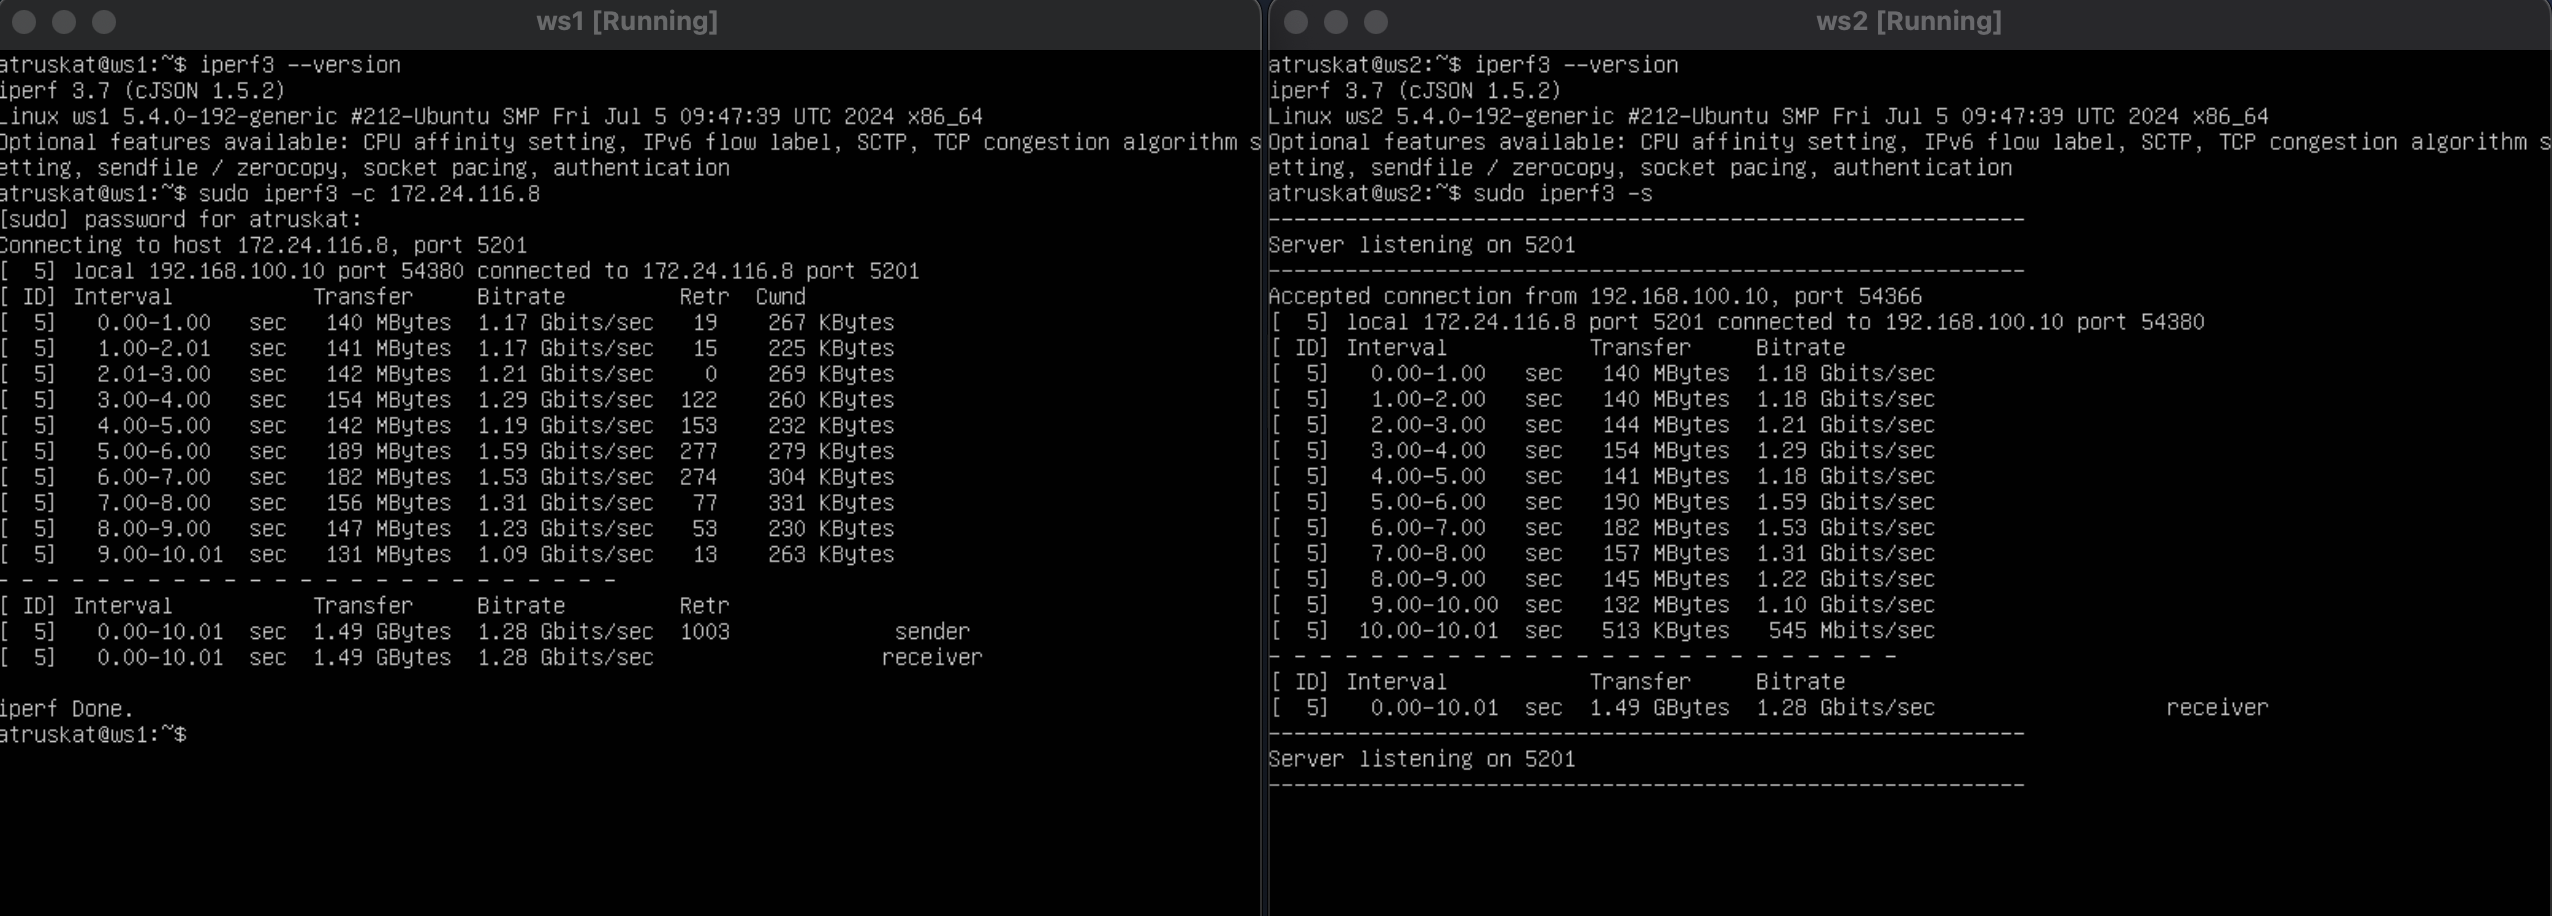 ws1 [Running]
atruskat@ws1:~$ iperf3 --version
iperf 3.7 (cJSON 1.5.2)
Linux ws1 5.4.0-192-generic #212-Ubuntu SMP Fri Jul 5 09:47:39 UTC 2024 x86_64
Optional features available: CPU affinity setting, IPv6 flow label, SCTP, TCP congestion algorithm s
etting, sendfile / zerocopy, socket pacing, authentication
atruskat@ws1:~$ sudo iperf3 -c 172.24.116.8
[sudo] password for atruskat:
Connecting to host 172.24.116.8, port 5201
[  5] local 192.168.100.10 port 54380 connected to 172.24.116.8 port 5201
[ ID] Interval           Transfer     Bitrate         Retr  Cwnd
[  5]   0.00-1.00   sec   140 MBytes  1.17 Gbits/sec   19    267 KBytes
[  5]   1.00-2.01   sec   141 MBytes  1.17 Gbits/sec   15    225 KBytes
[  5]   2.01-3.00   sec   142 MBytes  1.21 Gbits/sec    0    269 KBytes
[  5]   3.00-4.00   sec   154 MBytes  1.29 Gbits/sec  122    260 KBytes
[  5]   4.00-5.00   sec   142 MBytes  1.19 Gbits/sec  153    232 KBytes
[  5]   5.00-6.00   sec   189 MBytes  1.59 Gbits/sec  277    279 KBytes
[  5]   6.00-7.00   sec   182 MBytes  1.53 Gbits/sec  274    304 KBytes
[  5]   7.00-8.00   sec   156 MBytes  1.31 Gbits/sec   77    331 KBytes
[  5]   8.00-9.00   sec   147 MBytes  1.23 Gbits/sec   53    230 KBytes
[  5]   9.00-10.01  sec   131 MBytes  1.09 Gbits/sec   13    263 KBytes
- - - - - - - - - - - - - - - - - - - - - - - - -
[ ID] Interval           Transfer     Bitrate         Retr
[  5]   0.00-10.01  sec  1.49 GBytes  1.28 Gbits/sec  1003             sender
[  5]   0.00-10.01  sec  1.49 GBytes  1.28 Gbits/sec                  receiver
iperf Done.
atruskat@ws1:~$
ws2 [Running]
atruskat@ws2:~$ iperf3 --version
iperf 3.7 (cJSON 1.5.2)
Linux ws2 5.4.0-192-generic #212-Ubuntu SMP Fri Jul 5 09:47:39 UTC 2024 x86_64
Optional features available: CPU affinity setting, IPv6 flow label, SCTP, TCP congestion algorithm s
etting, sendfile / zerocopy, socket pacing, authentication
atruskat@ws2:~$ sudo iperf3 -s
-----------------------------------------------------------
Server listening on 5201
-----------------------------------------------------------
Accepted connection from 192.168.100.10, port 54366
[  5] local 172.24.116.8 port 5201 connected to 192.168.100.10 port 54380
[ ID] Interval           Transfer     Bitrate
[  5]   0.00-1.00   sec   140 MBytes  1.18 Gbits/sec
[  5]   1.00-2.00   sec   140 MBytes  1.18 Gbits/sec
[  5]   2.00-3.00   sec   144 MBytes  1.21 Gbits/sec
[  5]   3.00-4.00   sec   154 MBytes  1.29 Gbits/sec
[  5]   4.00-5.00   sec   141 MBytes  1.18 Gbits/sec
[  5]   5.00-6.00   sec   190 MBytes  1.59 Gbits/sec
[  5]   6.00-7.00   sec   182 MBytes  1.53 Gbits/sec
[  5]   7.00-8.00   sec   157 MBytes  1.31 Gbits/sec
[  5]   8.00-9.00   sec   145 MBytes  1.22 Gbits/sec
[  5]   9.00-10.00  sec   132 MBytes  1.10 Gbits/sec
[  5]  10.00-10.01  sec   513 KBytes   545 Mbits/sec
- - - - - - - - - - - - - - - - - - - - - - - - -
[ ID] Interval           Transfer     Bitrate
[  5]   0.00-10.01  sec  1.49 GBytes  1.28 Gbits/sec                  receiver
-----------------------------------------------------------
Server listening on 5201
-----------------------------------------------------------